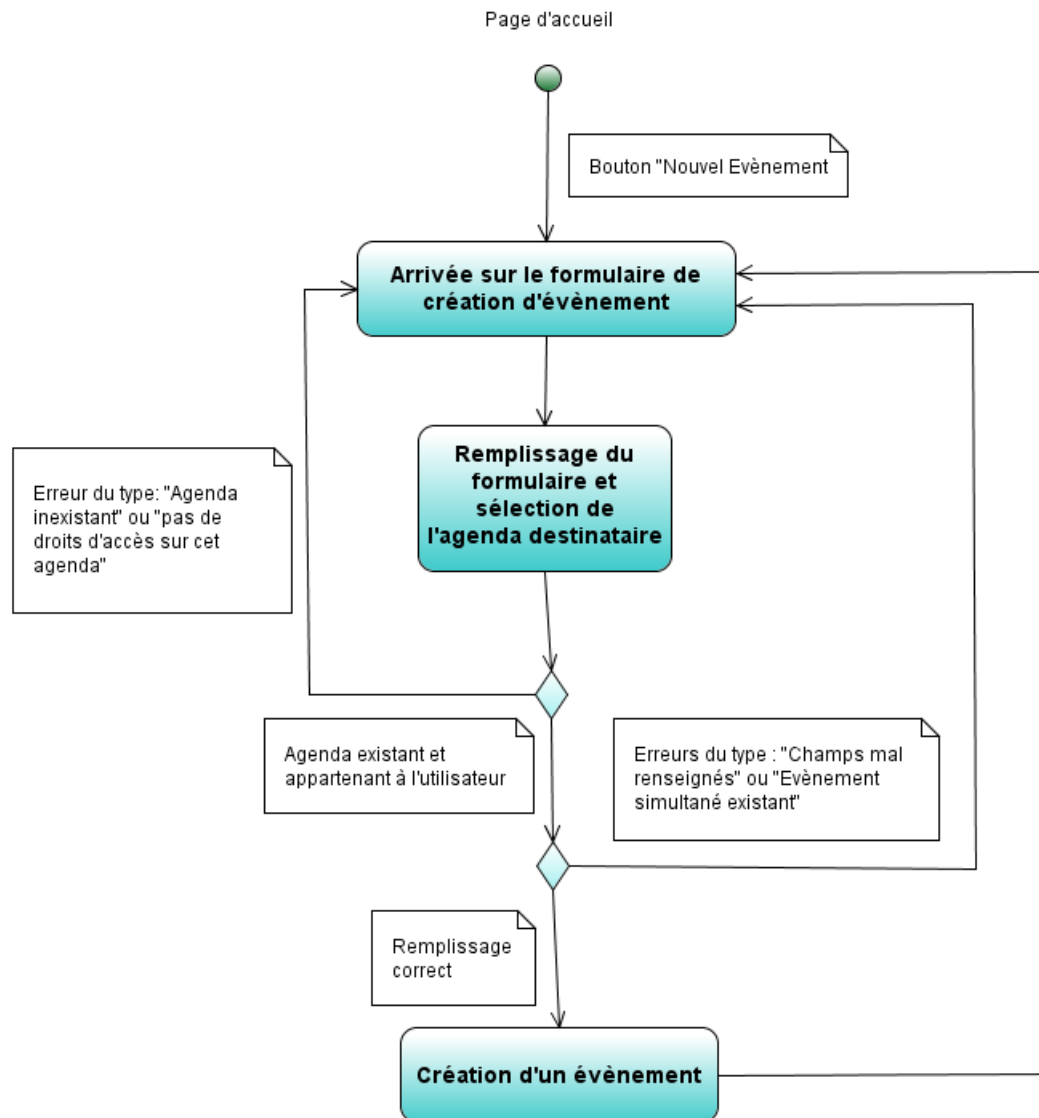 Page d'accueil
Bouton "Nouvel Evènement
Arrivée sur le formulaire de
création d'évènement
Remplissage du
formulaire et
sélection de
l'agenda destinataire
Erreur du type: "Agenda
inexistant" ou "pas de
droits d'accès sur cet
agenda"
Agenda existant et
appartenant à l'utilisateur
Erreurs du type : "Champs mal
renseignés" ou "Evènement
simultané existant"
Remplissage
correct
Création d'un évènement